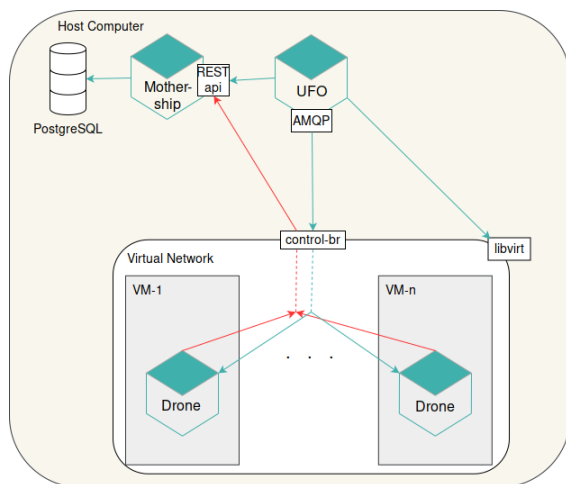 Host Computer
Mother-
ship
REST
api
UFO
AMQP
PostgreSQL
control-br
libvirt
Virtual Network
VM-1
VM-n
. . .
Drone
Drone